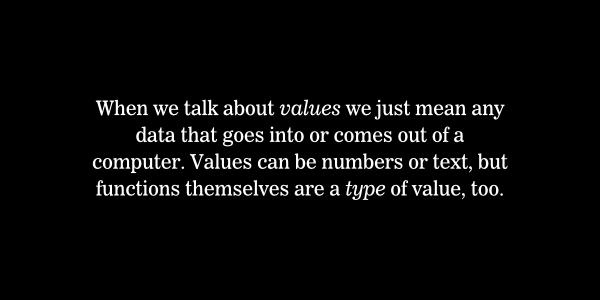 When we talk about values we just mean any
data that goes into or comes out of a
computer. Values can be numbers or text, but
functions themselves are a type of value, too.